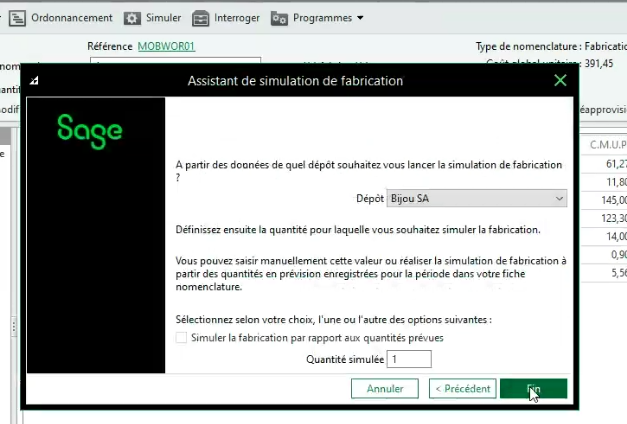 Ordonnancement Simuler Interroger Programmes
Référence MOBWOR01 Type de nomenclature : Fabricatio
Coût global unitaire : 391,45
Assistant de simulation de fabrication
Sage
C.M.U.P
61,27
11,80
145,00
123,30
14,00
0,90
5,56
A partir des données de quel dépôt souhaitez vous lancer la simulation de fabrication
?
Dépôt Bijou SA
Définissez ensuite la quantité pour laquelle vous souhaitez simuler la fabrication.
Vous pouvez saisir manuellement cette valeur ou réaliser la simulation de fabrication à
partir des quantités en prévision enregistrées pour la période dans votre fiche
nomenclature.
Sélectionnez selon votre choix, l'une ou l'autre des options suivantes :
Simuler la fabrication par rapport aux quantités prévues
Quantité simulée 1
Annuler < Précédent Fin